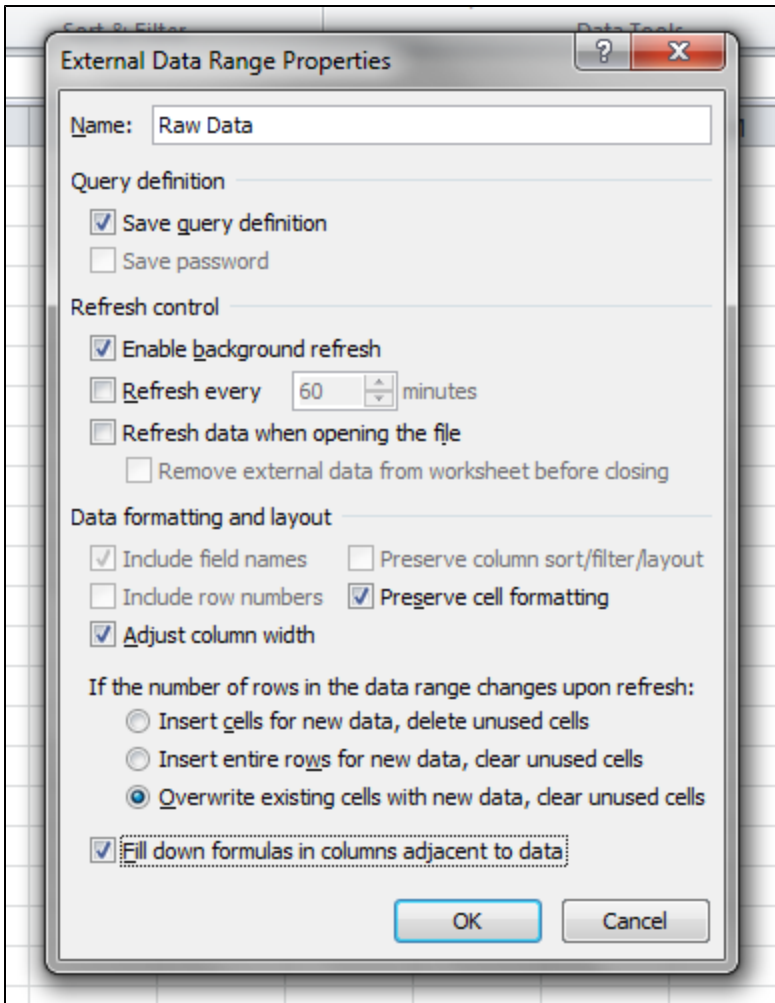 Sort & Filter Data Tools
External Data Range Properties
Name: Raw Data
Query definition
Save query definition
Save password
Refresh control
Enable background refresh
Refresh every 60 minutes
Refresh data when opening the file
Remove external data from worksheet before closing
Data formatting and layout
Include field names Preserve column sort/filter/layout
Include row numbers Preserve cell formatting
Adjust column width
If the number of rows in the data range changes upon refresh:
Insert cells for new data, delete unused cells
Insert entire rows for new data, clear unused cells
Overwrite existing cells with new data, clear unused cells
Fill down formulas in columns adjacent to data
OK Cancel